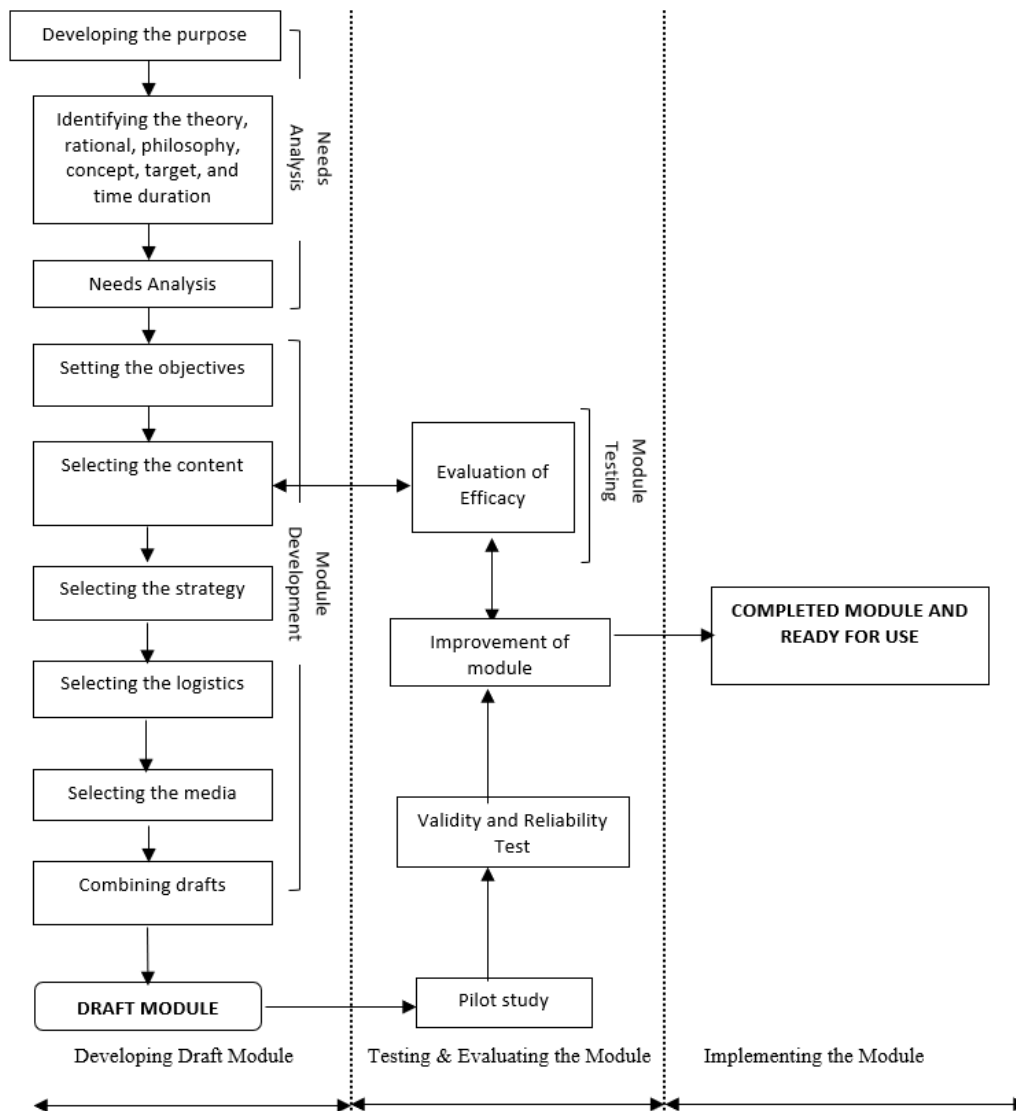 Developing the purpose
Identifying the theory,
rational, philosophy,
concept, target, and
time duration
Needs
Analysis
Needs Analysis
Setting the objectives
Selecting the content
Selecting the strategy
Selecting the logistics
Selecting the media
Combining drafts
Module
Development
DRAFT MODULE
Developing Draft Module
Evaluation of
Efficacy
Module
Testing
Improvement of
module
Validity and Reliability
Test
Pilot study
Testing & Evaluating the Module
COMPLETED MODULE AND
READY FOR USE
Implementing the Module